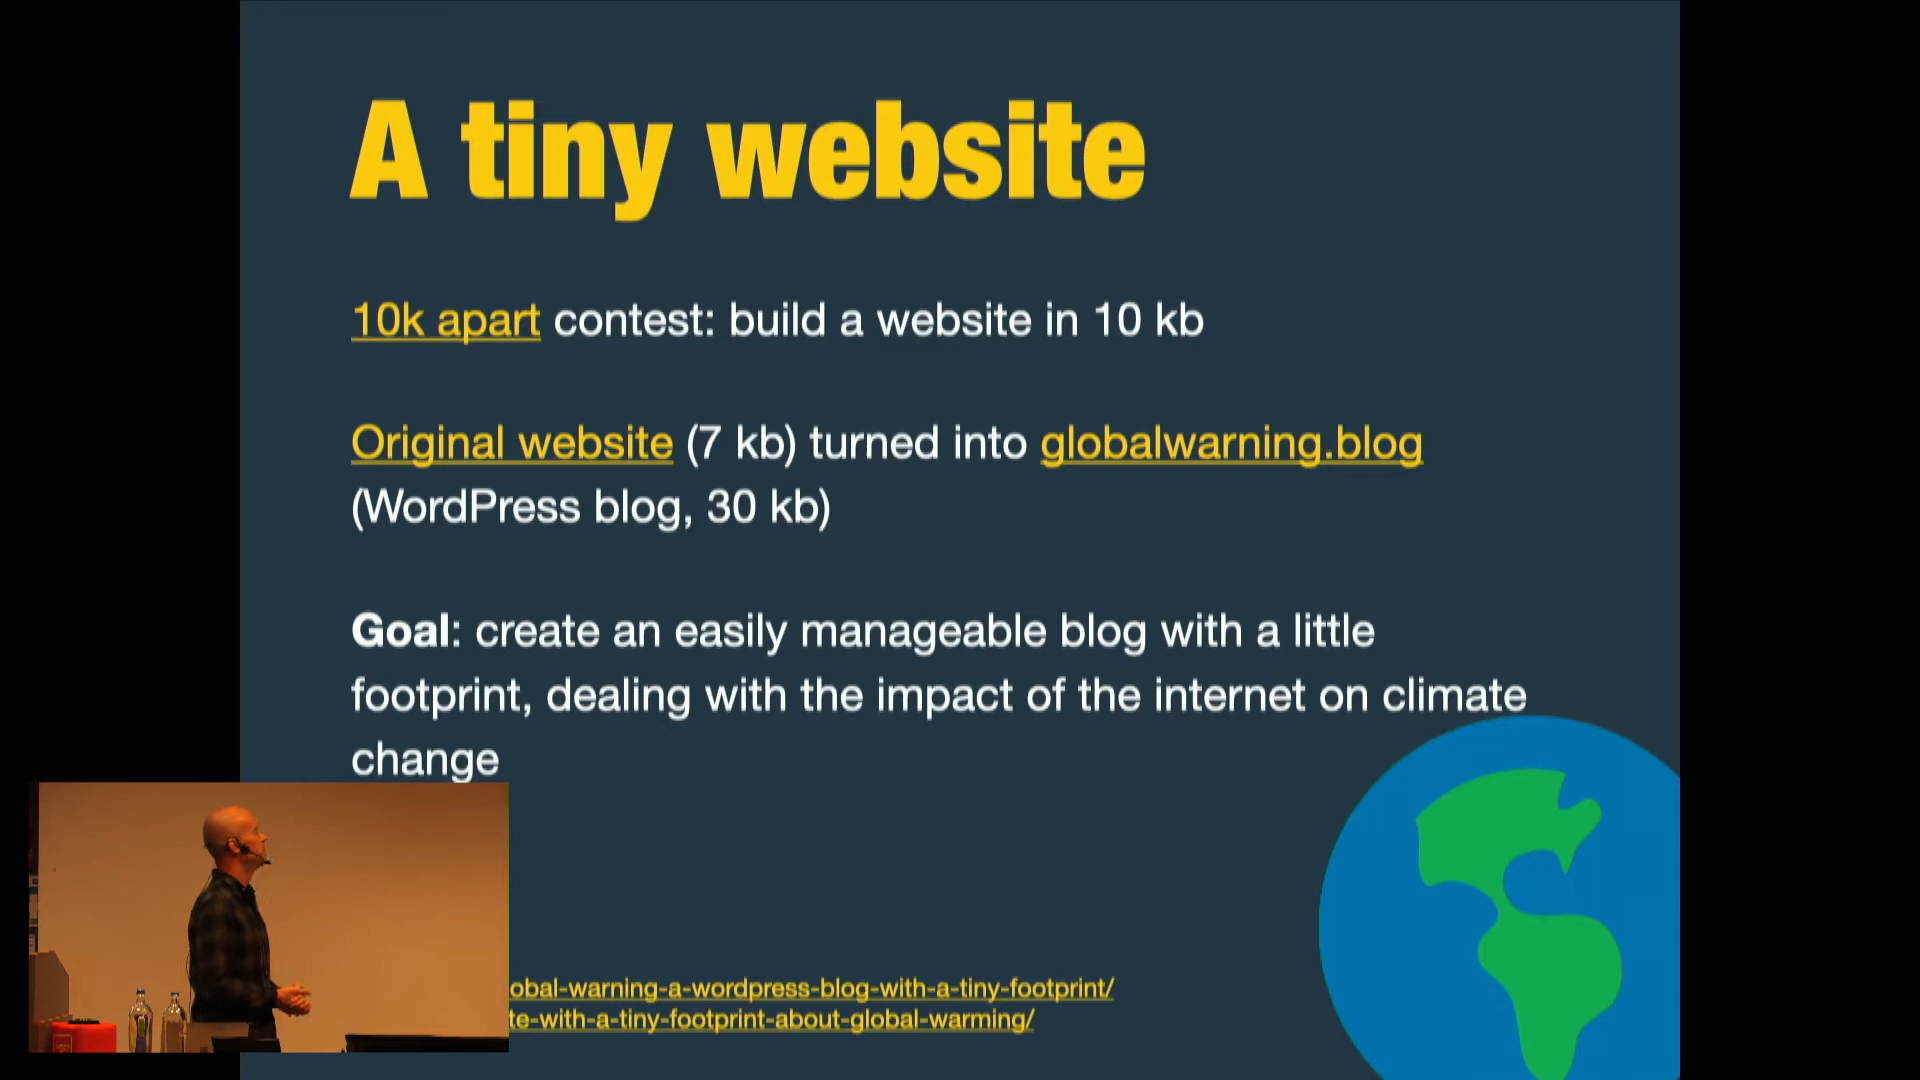 A tiny website
10k apart contest: build a website in 10 kb
Original website (7 kb) turned into globalwarning.blog
(WordPress blog, 30 kb)
Goal: create an easily manageable blog with a little
footprint, dealing with the impact of the internet on climate
change
obal-warning-a-wordpress-blog-with-a-tiny-footprint/
te-with-a-tiny-footprint-about-global-warming/